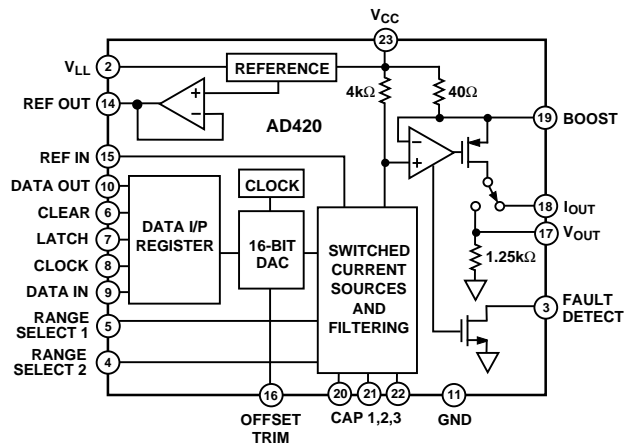 VCC
23
VLL
2
REFERENCE
4kΩ
40Ω
REF OUT
14
+
−
AD420
19
BOOST
−
+
REF IN
15
DATA OUT
10
CLOCK
CLEAR
6
DATA I/P
REGISTER
LATCH
7
16-BIT
DAC
CLOCK
8
DATA IN
9
SWITCHED
CURRENT
SOURCES
AND
FILTERING
18
IOUT
17
VOUT
1.25kΩ
3
FAULT
DETECT
RANGE
SELECT 1
5
RANGE
SELECT 2
4
16
20
21
22
11
OFFSET
TRIM
CAP 1,2,3
GND